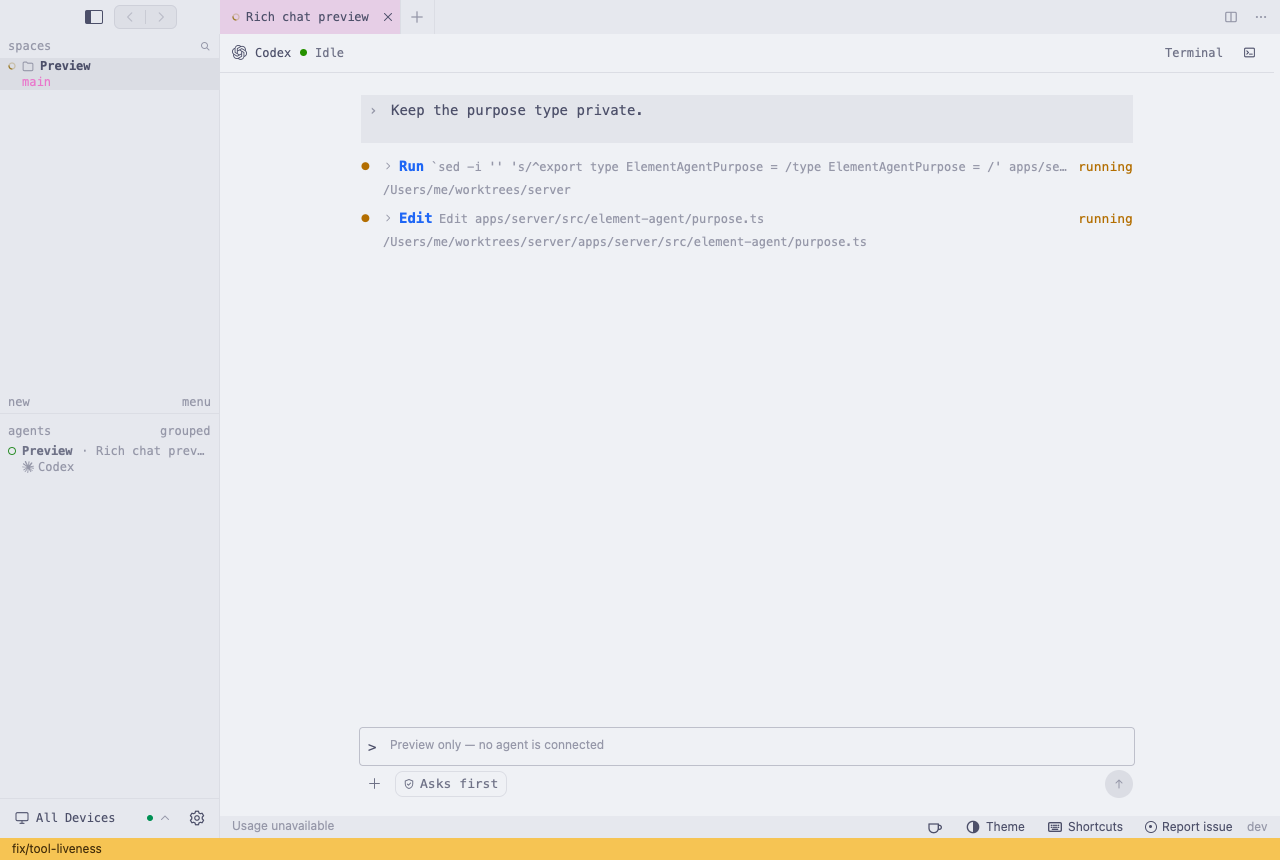 Rich chat preview
spaces
Preview
main
Codex
Idle
Terminal
› Keep the purpose type private.
Run `sed -i '' 's/^export type ElementAgentPurpose = /type ElementAgentPurpose = /' apps/se… running
/Users/me/worktrees/server
Edit Edit apps/server/src/element-agent/purpose.ts running
/Users/me/worktrees/server/apps/server/src/element-agent/purpose.ts
new
menu
agents
grouped
Preview · Rich chat prev…
Codex
> Preview only — no agent is connected
Asks first
All Devices
Usage unavailable
Theme
Shortcuts
Report issue
dev
fix/tool-liveness